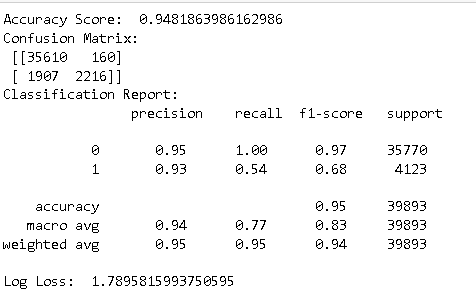 Accuracy Score:  0.9481863986162986
Confusion Matrix:
 [[35610   160]
 [ 1907  2216]]
Classification Report:
              precision    recall  f1-score   support

           0       0.95      1.00      0.97     35770
           1       0.93      0.54      0.68      4123

    accuracy                           0.95     39893
   macro avg       0.94      0.77      0.83     39893
weighted avg       0.95      0.95      0.94     39893

Log Loss:  1.7895815993750595